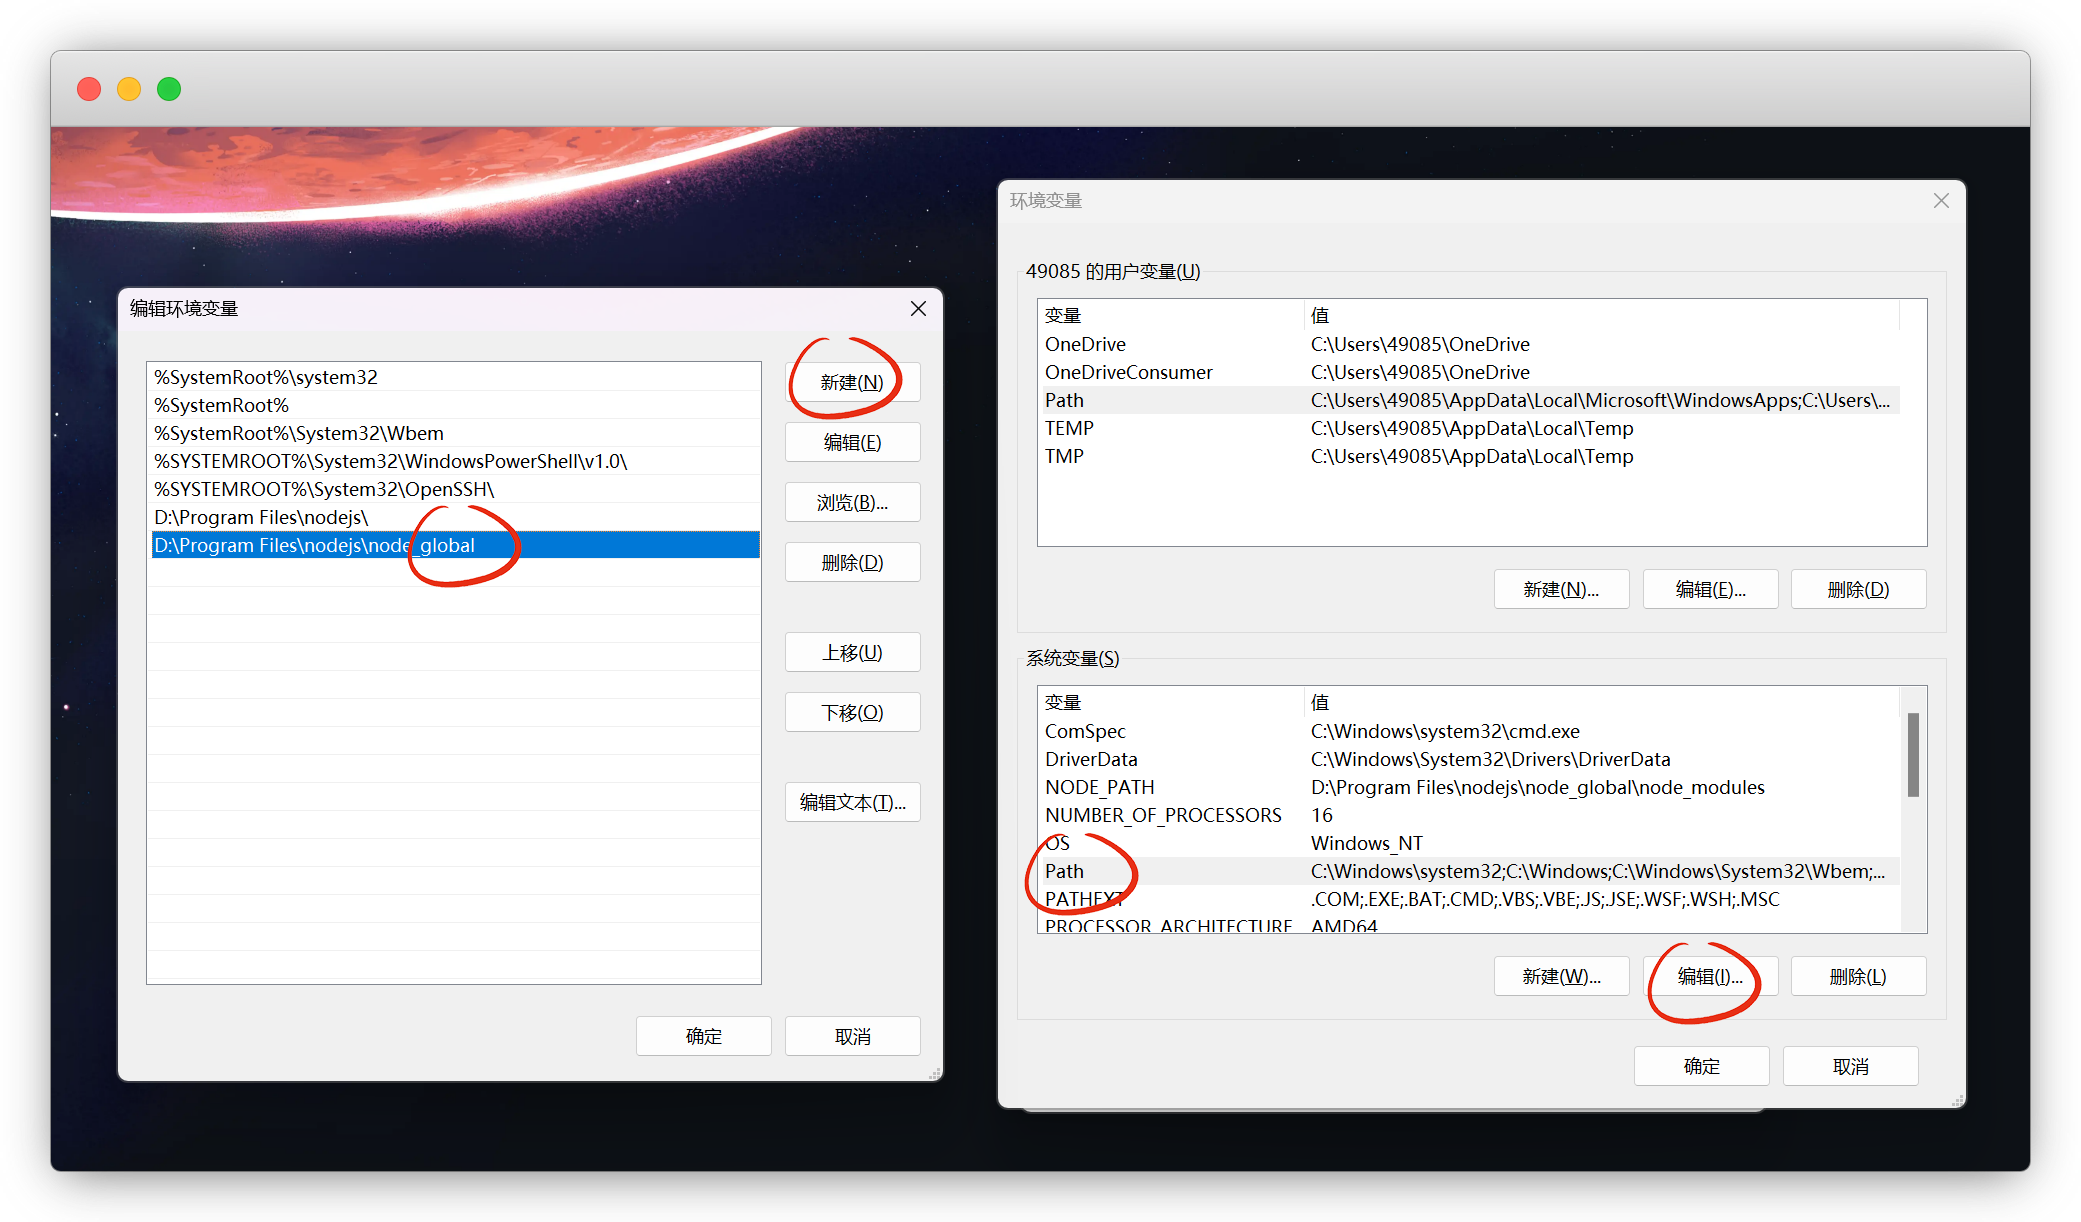 编辑环境变量
%SystemRoot%\system32
%SystemRoot%
%SystemRoot%\System32\Wbem
%SYSTEMROOT%\System32\WindowsPowerShell\v1.0\
%SYSTEMROOT%\System32\OpenSSH\
D:\Program Files\nodejs\
D:\Program Files\nodejs\node_global
新建(N)
编辑(E)
浏览(B)...
删除(D)
上移(U)
下移(O)
编辑文本(T)...
确定
取消
环境变量
49085 的用户变量(U)
变量 值
OneDrive C:\Users\49085\OneDrive
OneDriveConsumer C:\Users\49085\OneDrive
Path C:\Users\49085\AppData\Local\Microsoft\WindowsApps;C:\Users\...
TEMP C:\Users\49085\AppData\Local\Temp
TMP C:\Users\49085\AppData\Local\Temp
新建(N)... 编辑(E)... 删除(D)
系统变量(S)
变量 值
ComSpec C:\Windows\system32\cmd.exe
DriverData C:\Windows\System32\Drivers\DriverData
NODE_PATH D:\Program Files\nodejs\node_global\node_modules
NUMBER_OF_PROCESSORS 16
OS Windows_NT
Path C:\Windows\system32;C:\Windows;C:\Windows\System32\Wbem;...
PATHEXT .COM;.EXE;.BAT;.CMD;.VBS;.VBE;.JS;.JSE;.WSF;.WSH;.MSC
PROCESSOR_ARCHITECTURE AMD64
新建(W)... 编辑(I)... 删除(L)
确定 取消